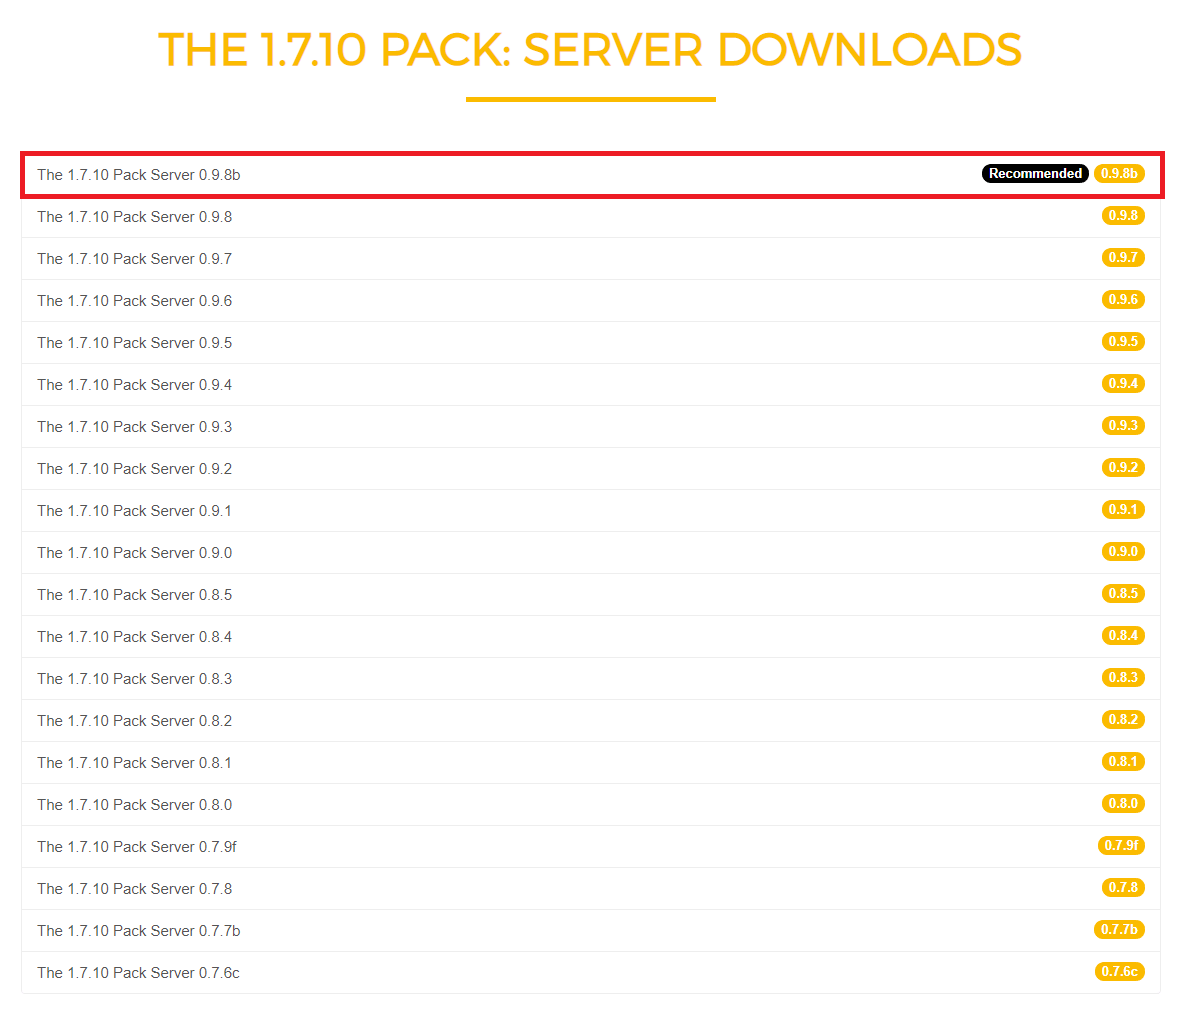 THE 1.7.10 PACK: SERVER DOWNLOADS
The 1.7.10 Pack Server 0.9.8b Recommended 0.9.8b
The 1.7.10 Pack Server 0.9.8 0.9.8
The 1.7.10 Pack Server 0.9.7 0.9.7
The 1.7.10 Pack Server 0.9.6 0.9.6
The 1.7.10 Pack Server 0.9.5 0.9.5
The 1.7.10 Pack Server 0.9.4 0.9.4
The 1.7.10 Pack Server 0.9.3 0.9.3
The 1.7.10 Pack Server 0.9.2 0.9.2
The 1.7.10 Pack Server 0.9.1 0.9.1
The 1.7.10 Pack Server 0.9.0 0.9.0
The 1.7.10 Pack Server 0.8.5 0.8.5
The 1.7.10 Pack Server 0.8.4 0.8.4
The 1.7.10 Pack Server 0.8.3 0.8.3
The 1.7.10 Pack Server 0.8.2 0.8.2
The 1.7.10 Pack Server 0.8.1 0.8.1
The 1.7.10 Pack Server 0.8.0 0.8.0
The 1.7.10 Pack Server 0.7.9f 0.7.9f
The 1.7.10 Pack Server 0.7.8 0.7.8
The 1.7.10 Pack Server 0.7.7b 0.7.7b
The 1.7.10 Pack Server 0.7.6c 0.7.6c